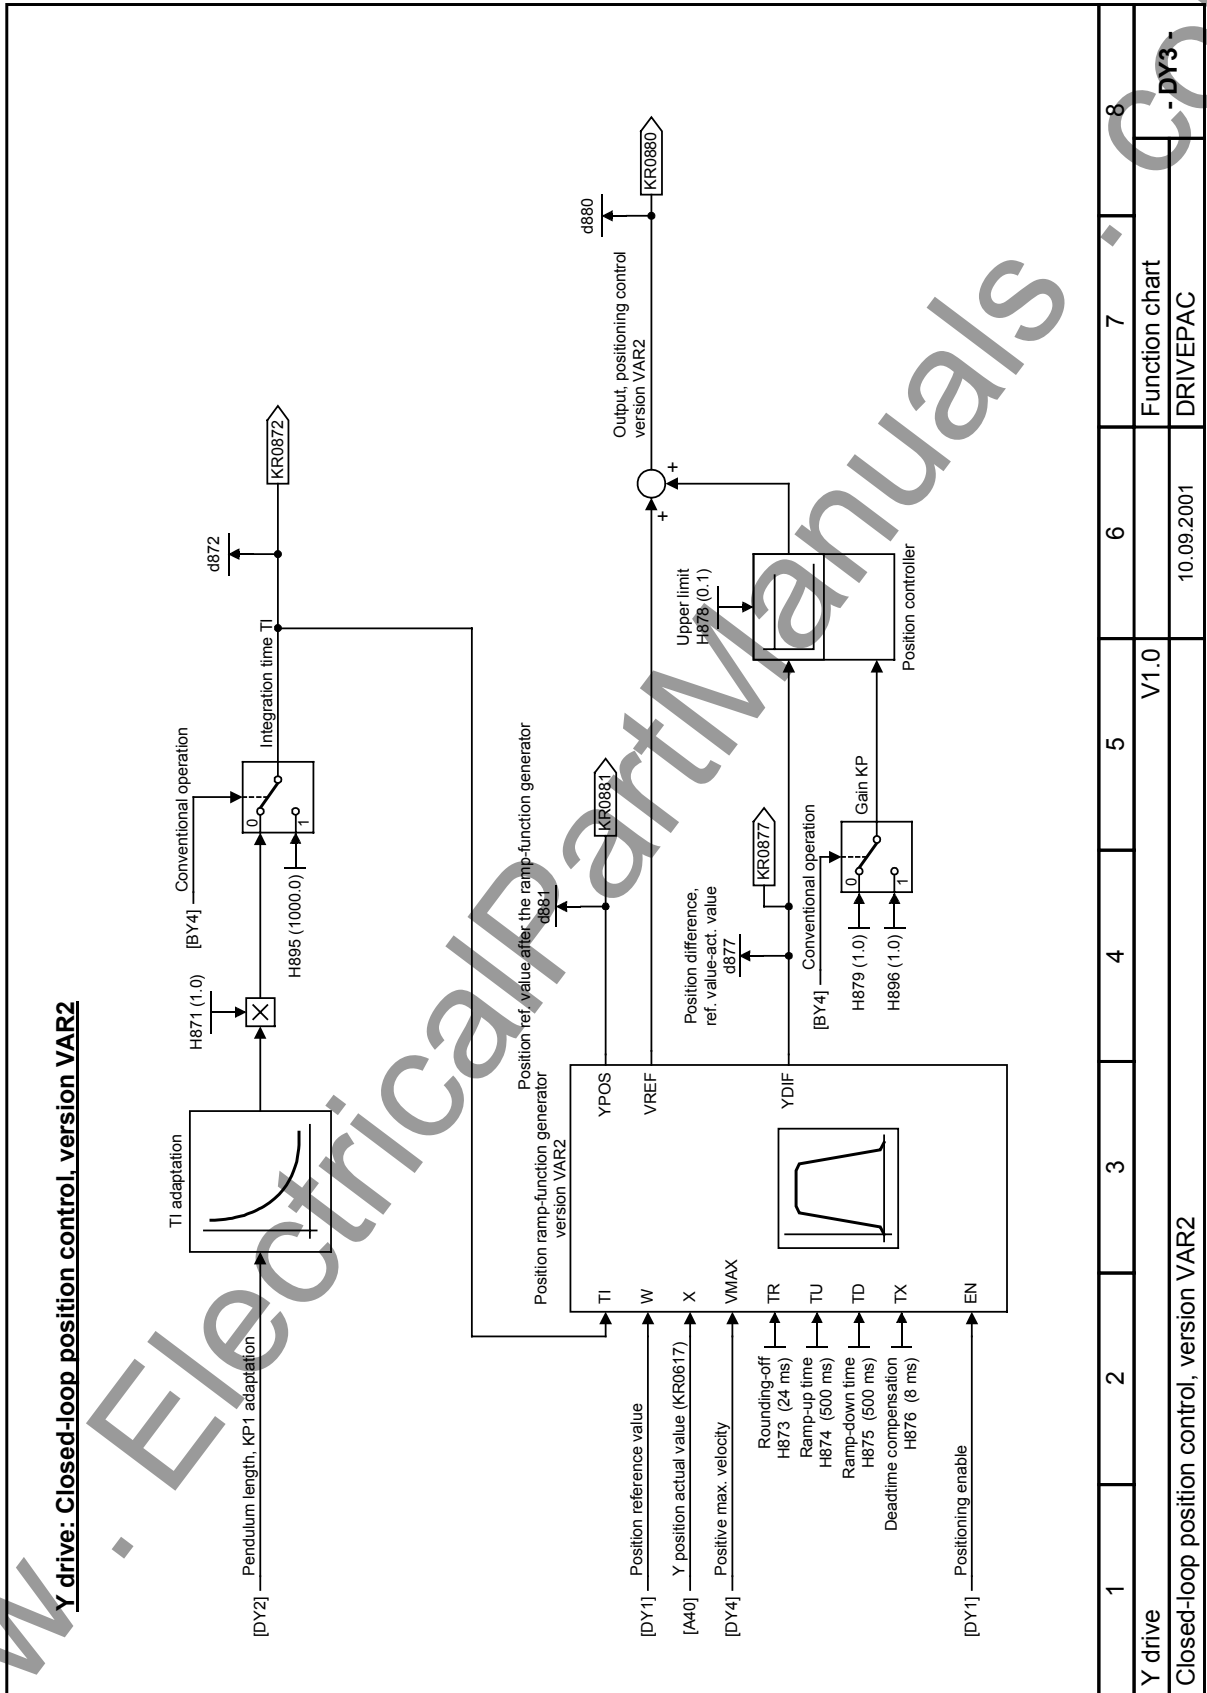 Y drive: Closed-loop position control, version VAR2
[DY2]
Pendulum length, KP1 adaptation
TI adaptation
H871 (1.0)
X
[BY4]
Conventional operation
0
1
H895 (1000.0)
Integration time TI
d872
KR0872
Position ramp-function generator
version VAR2
Position ref. value after the ramp-function generator
d881
KR0881
TI
W
X
VMAX
TR
TU
TD
TX
EN
YPOS
VREF
YDIF
[DY1]
Position reference value
[A40]
Y position actual value (KR0617)
[DY4]
Positive max. velocity
Rounding-off
H873 (24 ms)
Ramp-up time
H874 (500 ms)
Ramp-down time
H875 (500 ms)
Deadtime compensation
H876 (8 ms)
[DY1]
Positioning enable
Position difference,
ref. value-act. value
d877
KR0877
[BY4]
Conventional operation
H879 (1.0)
0
H896 (1.0)
1
Gain KP
Upper limit
H878 (0.1)
Position controller
+
+
Output, positioning control
version VAR2
d880
KR0880
1
2
3
4
5
6
7
8
Y drive
V1.0
Function chart
- DY3 -
Closed-loop position control, version VAR2
10.09.2001
DRIVEPAC
w . ElectricalPartManuals . co